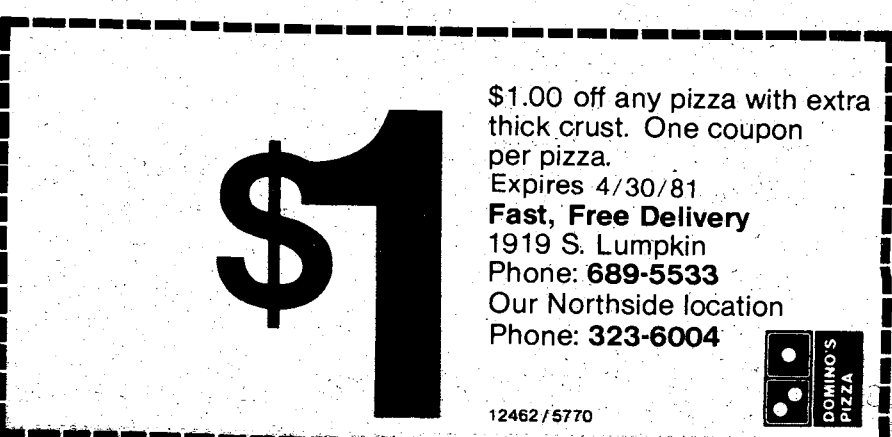 $1
$1.00 off any pizza with extra
thick crust. One coupon
per pizza.
Expires 4/30/81
Fast, Free Delivery
1919 S. Lumpkin
Phone: 689-5533
Our Northside location
Phone: 323-6004
12462/5770
DOMINO'S
PIZZA